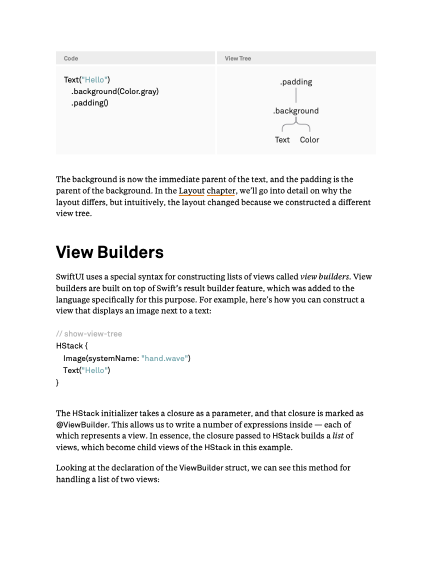 Code
View Tree
Text("Hello")
.background(Color.gray)
.padding()
.padding
.background
Text Color
The background is now the immediate parent of the text, and the padding is the
parent of the background. In the Layout chapter, we'll go into detail on why the
layout differs, but intuitively, the layout changed because we constructed a different
view tree.
View Builders
SwiftUI uses a special syntax for constructing lists of views called view builders. View
builders are built on top of Swift's result builder feature, which was added to the
language specifically for this purpose. For example, here's how you can construct a
view that displays an image next to a text:
// show-view-tree
HStack {
Image(systemName: "hand.wave")
Text("Hello")
}
The HStack initializer takes a closure as a parameter, and that closure is marked as
@ViewBuilder. This allows us to write a number of expressions inside — each of
which represents a view. In essence, the closure passed to HStack builds a list of
views, which become child views of the HStack in this example.
Looking at the declaration of the ViewBuilder struct, we can see this method for
handling a list of two views: